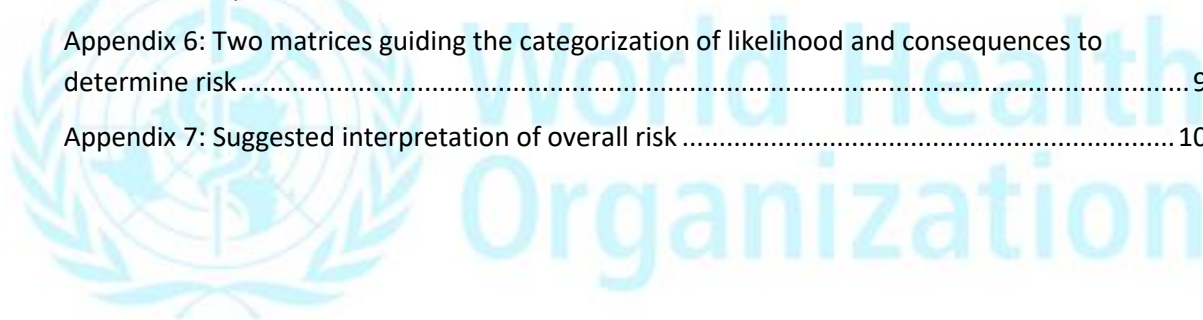 Appendix 6: Two matrices guiding the categorization of likelihood and consequences to
determine risk ........................................................................................................................ 9
Appendix 7: Suggested interpretation of overall risk .................................................................. 10
World Health
Organization